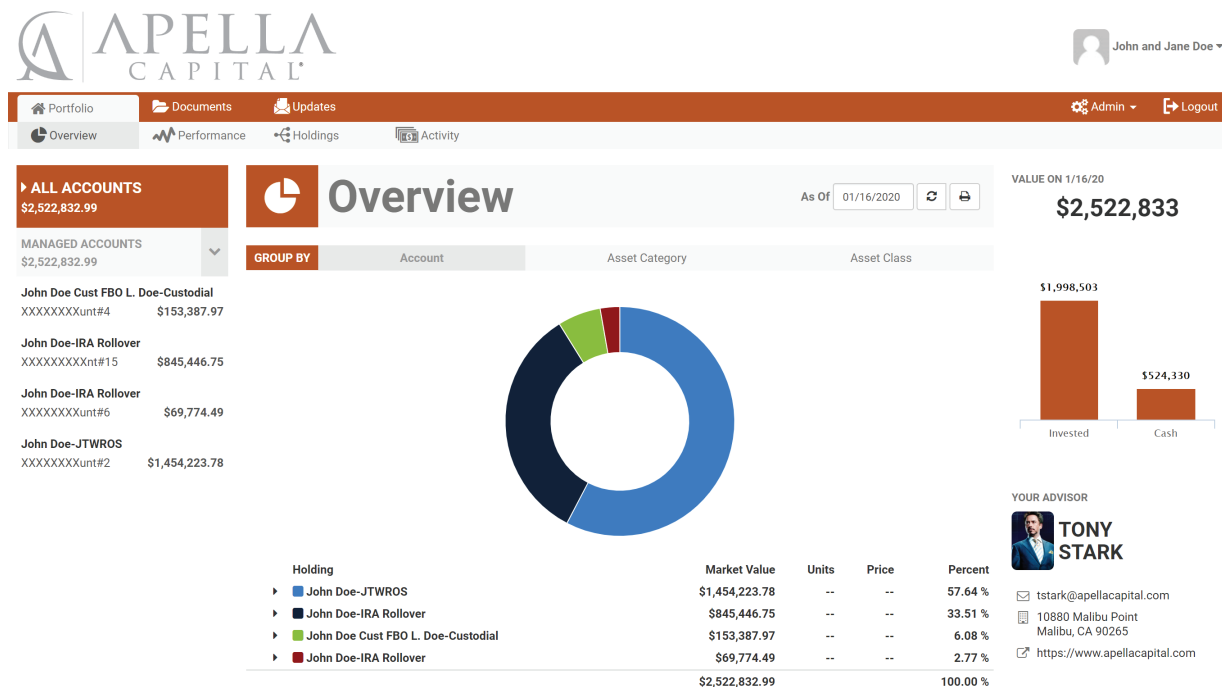 APELLA
CAPITAL
John and Jane Doe
Portfolio
Documents
Updates
Admin
Logout
Overview
Performance
Holdings
Activity
ALL ACCOUNTS
$2,522,832.99
MANAGED ACCOUNTS
$2,522,832.99
John Doe Cust FBO L. Doe-Custodial
XXXXXXXXunt#4 $153,387.97
John Doe-IRA Rollover
XXXXXXXXXnt#15 $845,446.75
John Doe-IRA Rollover
XXXXXXXXunt#6 $69,774.49
John Doe-JTWROS
XXXXXXXXunt#2 $1,454,223.78
Overview
As Of 01/16/2020
GROUP BY Account Asset Category Asset Class
Holding Market Value Units Price Percent
John Doe-JTWROS $1,454,223.78 -- -- 57.64 %
John Doe-IRA Rollover $845,446.75 -- -- 33.51 %
John Doe Cust FBO L. Doe-Custodial $153,387.97 -- -- 6.08 %
John Doe-IRA Rollover $69,774.49 -- -- 2.77 %
$2,522,832.99 100.00 %
VALUE ON 1/16/20
$2,522,833
$1,998,503
$524,330
Invested Cash
YOUR ADVISOR
TONY
STARK
tstark@apellacapital.com
10880 Malibu Point
Malibu, CA 90265
https://www.apellacapital.com